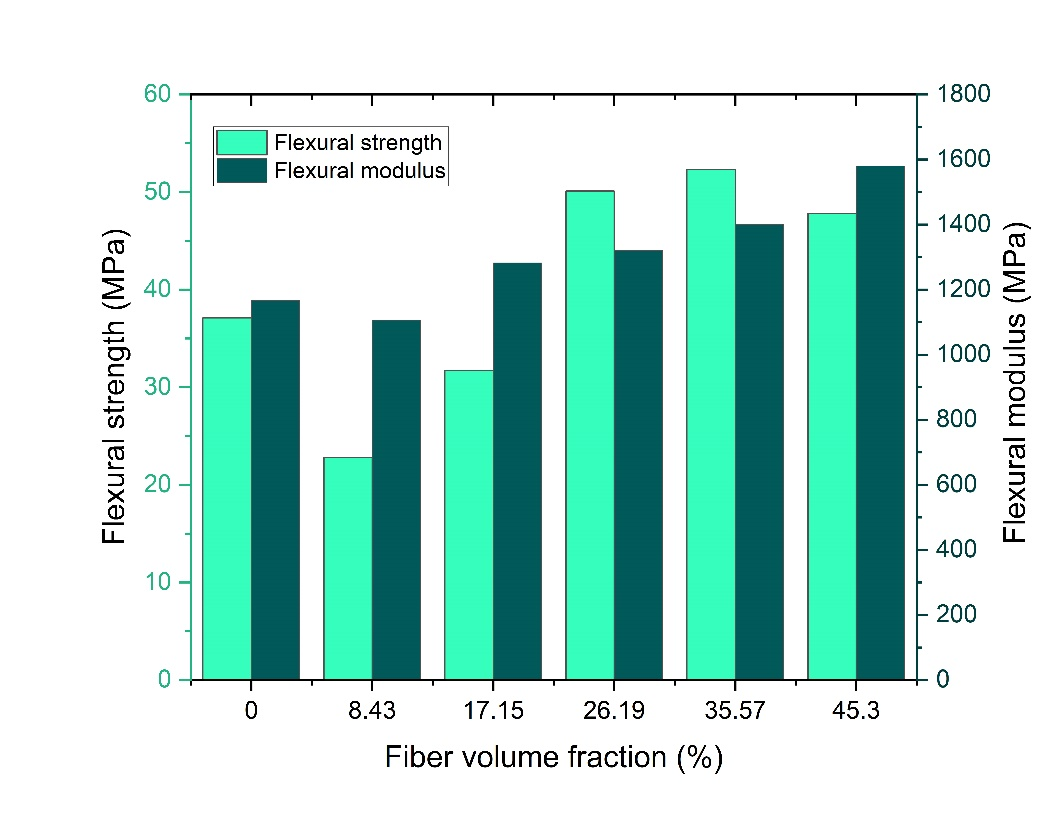 60
50
40
30
20
10
0
Flexural strength (MPa)
Flexural strength
Flexural modulus
1800
1600
1400
1200
1000
800
600
400
200
0
Flexural modulus (MPa)
0 8.43 17.15 26.19 35.57 45.3
Fiber volume fraction (%)